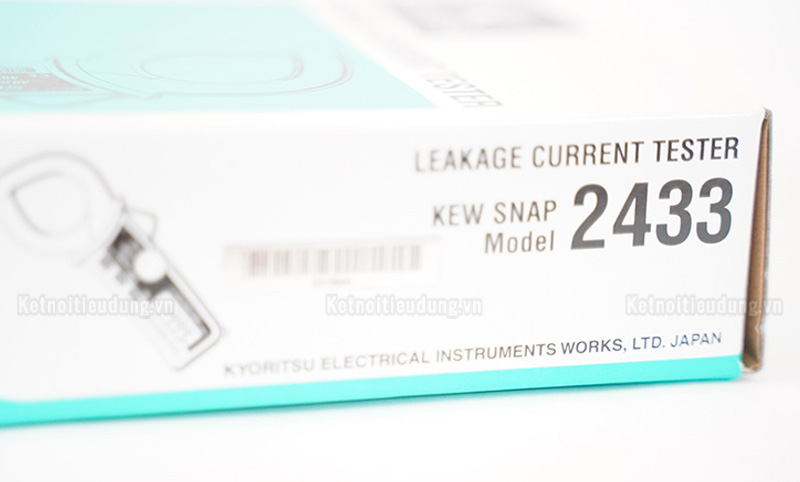 TESTER
LEAKAGE CURRENT TESTER
KEW SNAP
Model 2433
Ketnoitieudung.vn Ketnoitieudung.vn Ketnoitieudung.vn
KYORITSU ELECTRICAL INSTRUMENTS WORKS, LTD. JAPAN